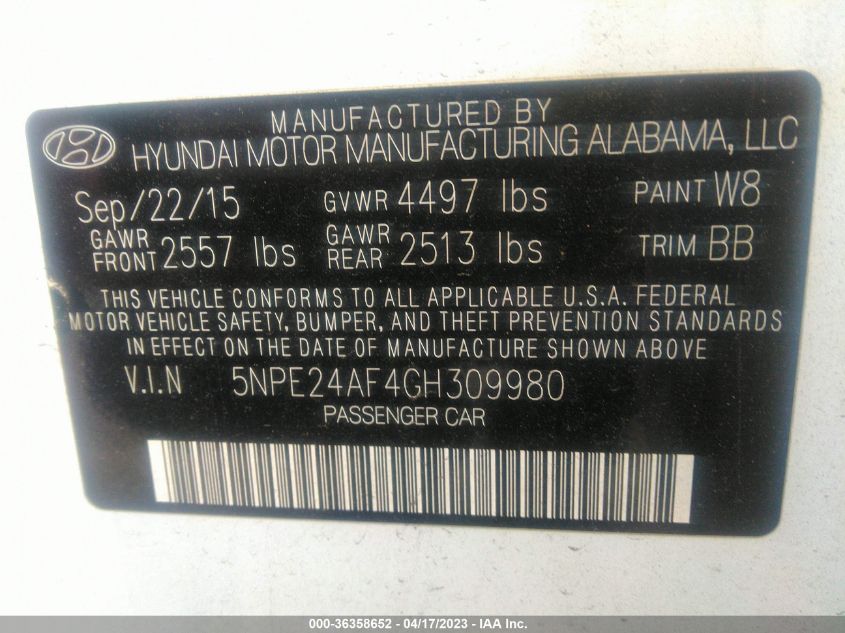 MANUFACTURED BY
HYUNDAI MOTOR MANUFACTURING ALABAMA, LLC
Sep/22/15 GVWR 4497 lbs PAINT W8
GAWR FRONT 2557 lbs GAWR REAR 2513 lbs TRIM BB
THIS VEHICLE CONFORMS TO ALL APPLICABLE U.S.A. FEDERAL
MOTOR VEHICLE SAFETY, BUMPER, AND THEFT PREVENTION STANDARDS
IN EFFECT ON THE DATE OF MANUFACTURE SHOWN ABOVE
V.I.N 5NPE24AF4GH309980
PASSENGER CAR
000-36358652 - 04/17/2023 - IAA Inc.